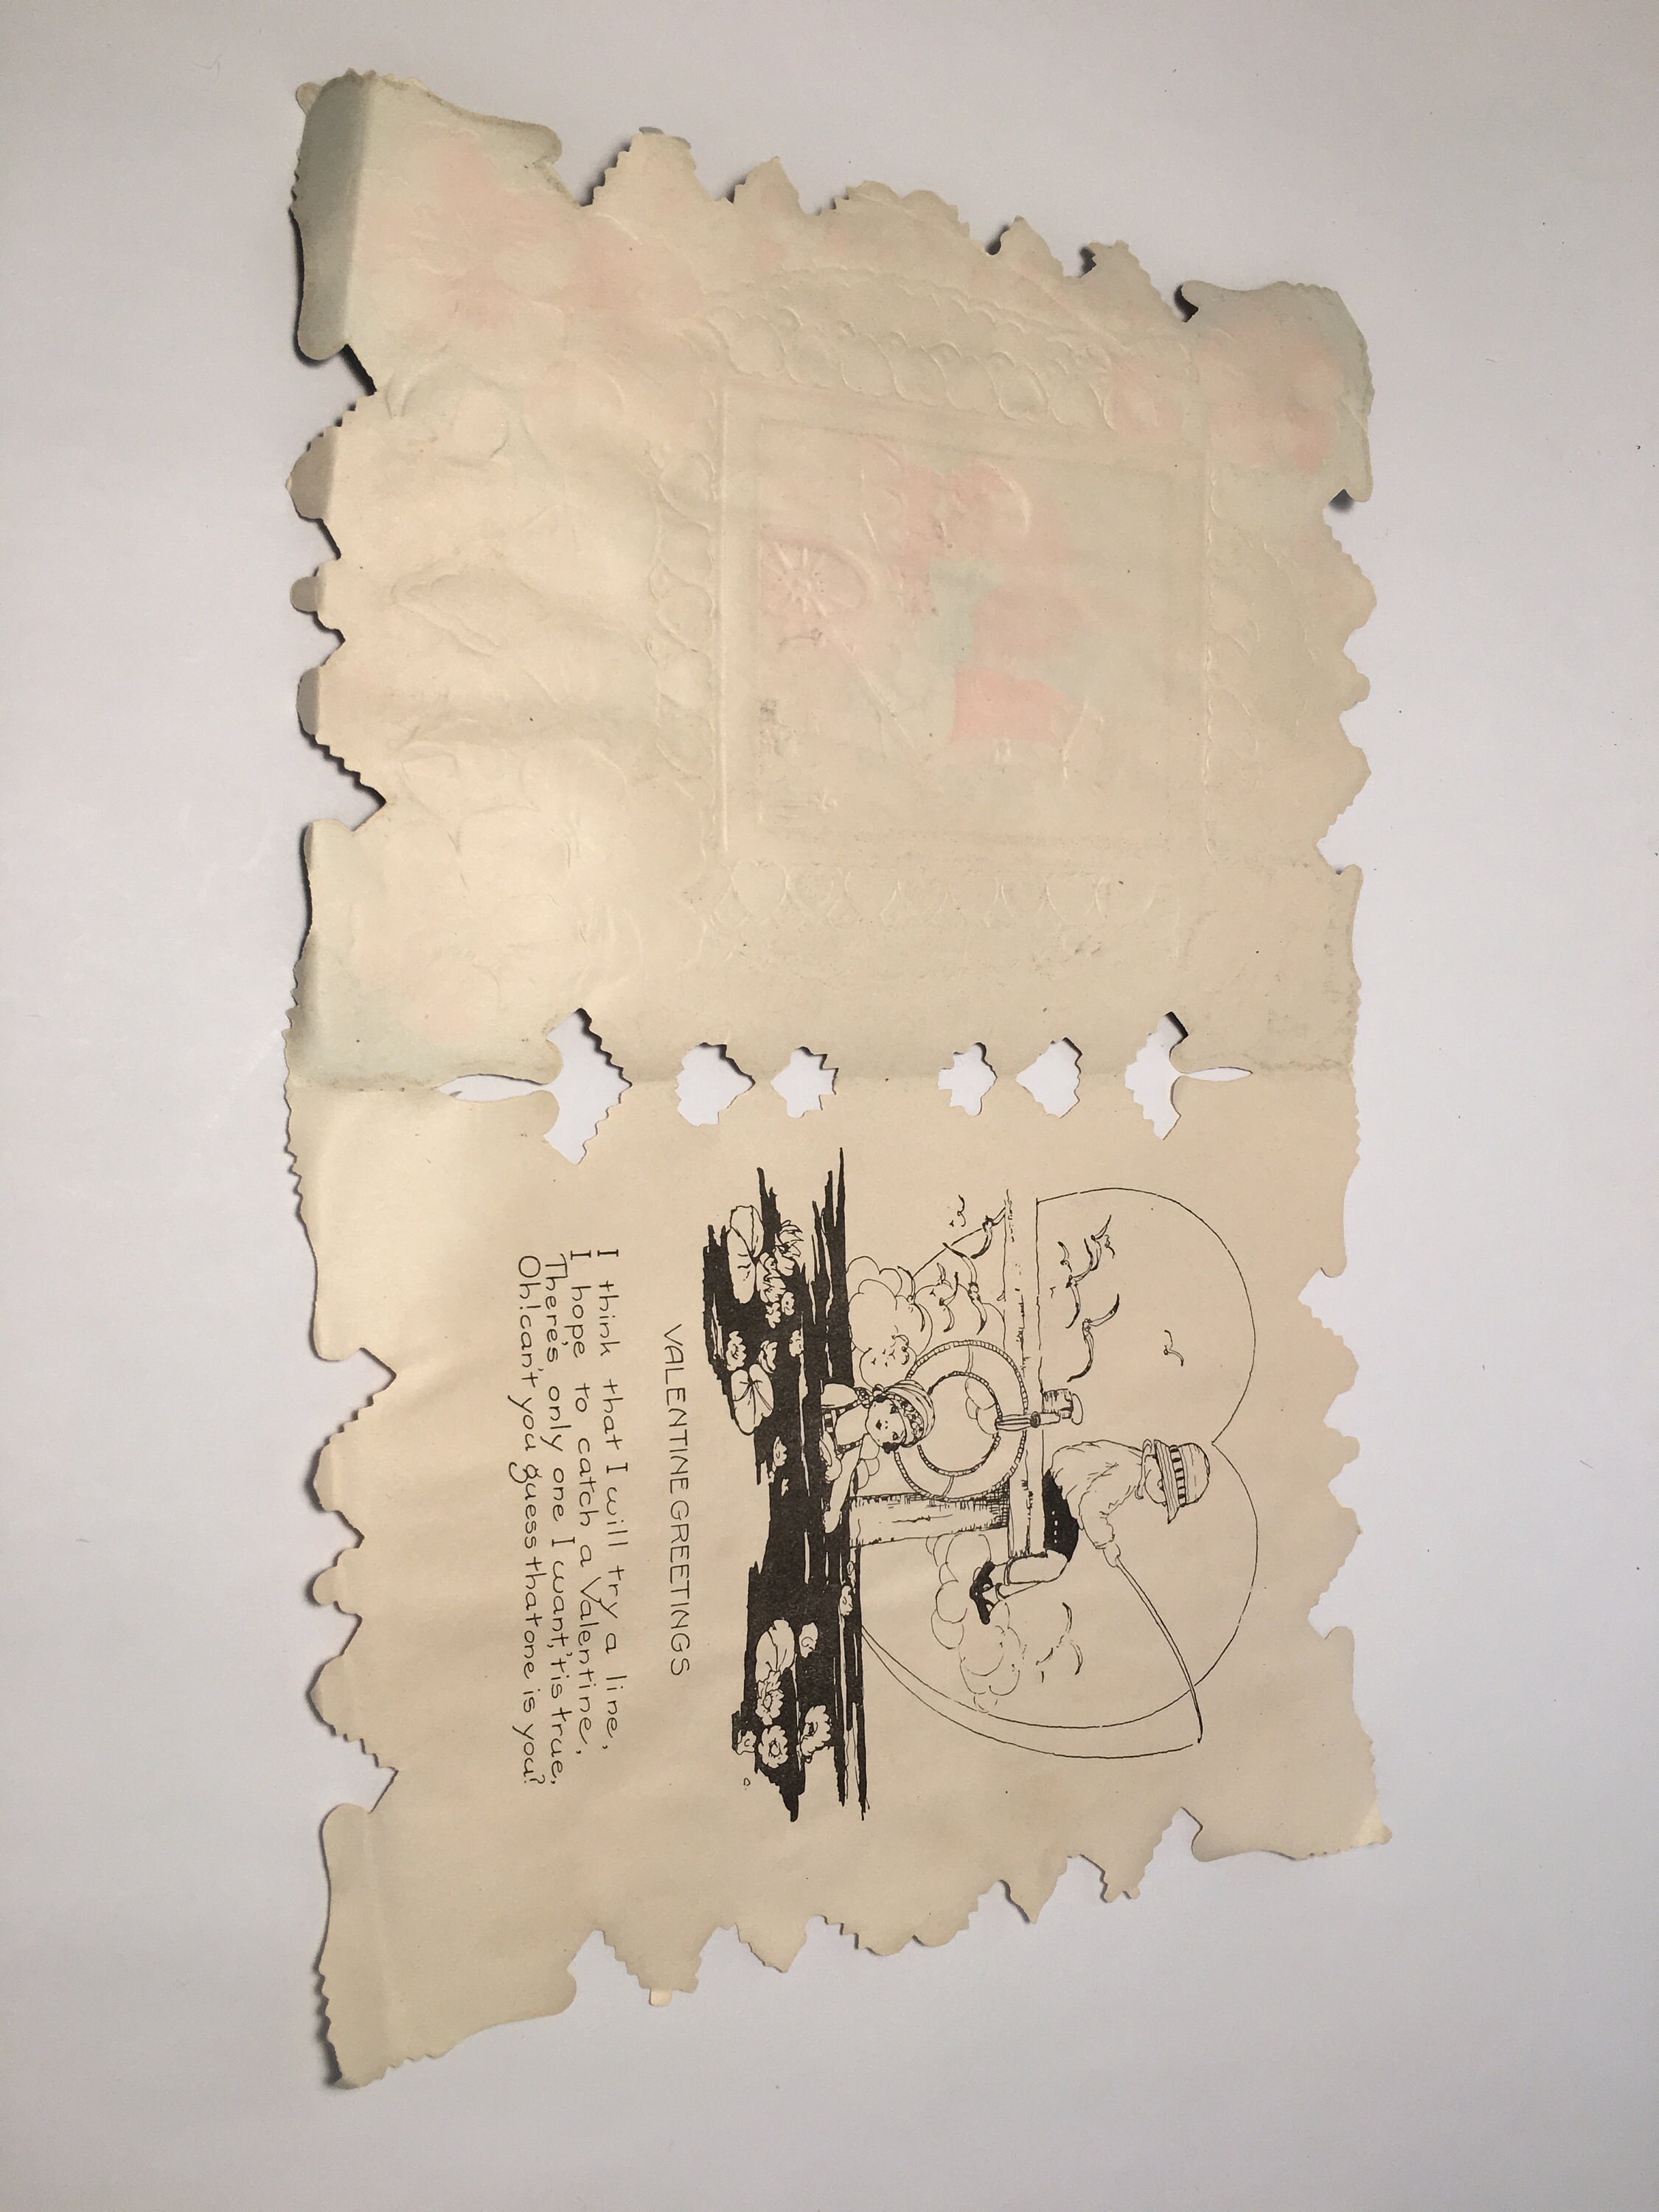 VALENTINE GREETINGS
I think that I will try a line,
I hope to catch a Valentine,
There's only one I want, 'tis true,
Oh! can't you guess that one is you?